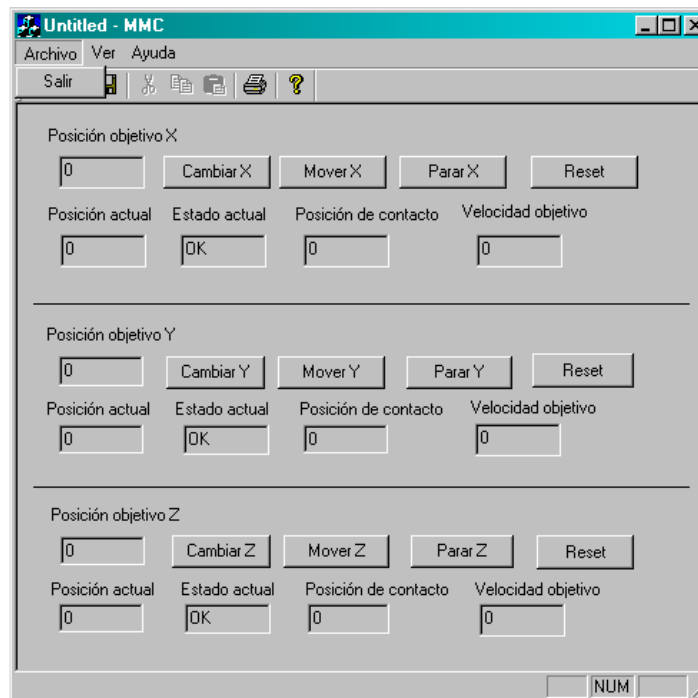 Untitled - MMC
Archivo Ver Ayuda
Salir
Posición objetivo X
0 Cambiar X Mover X Parar X Reset
Posición actual Estado actual Posición de contacto Velocidad objetivo
0 OK 0 0
Posición objetivo Y
0 Cambiar Y Mover Y Parar Y Reset
Posición actual Estado actual Posición de contacto Velocidad objetivo
0 OK 0 0
Posición objetivo Z
0 Cambiar Z Mover Z Parar Z Reset
Posición actual Estado actual Posición de contacto Velocidad objetivo
0 OK 0 0
NUM